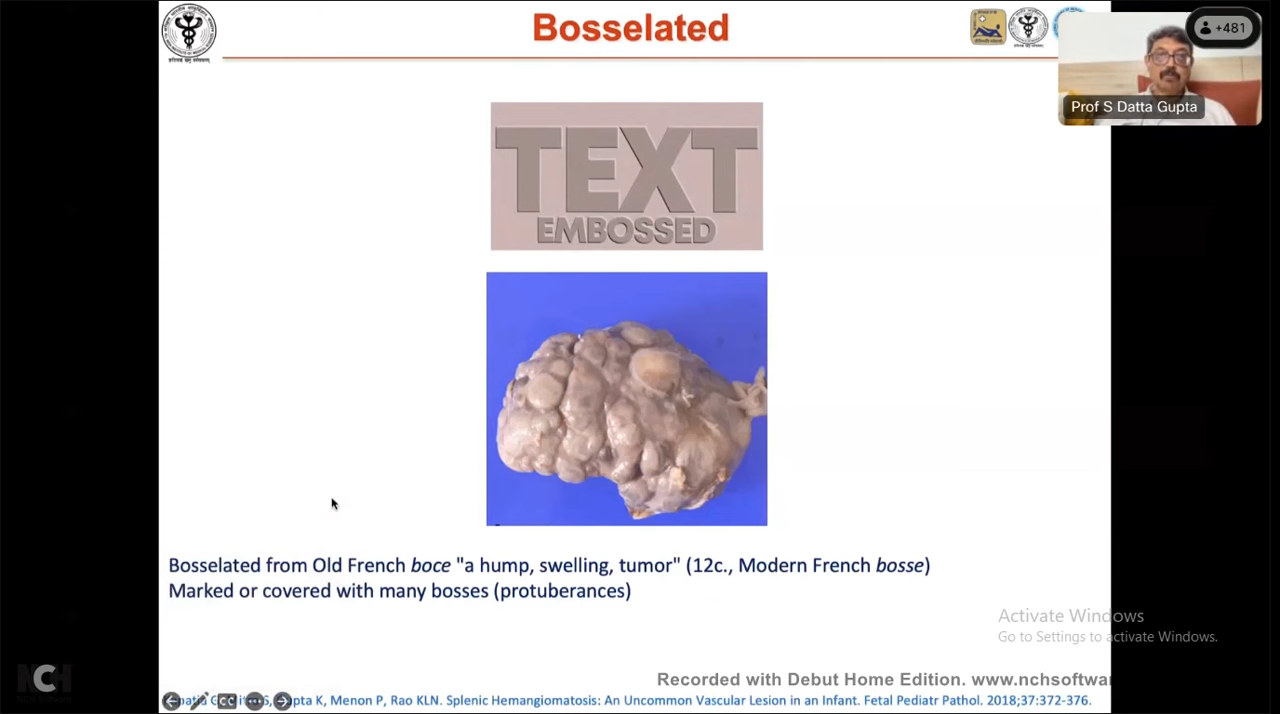 Bosselated
+481
Prof S Datta Gupta
TEXT
EMBOSSED
Bosselated from Old French boce "a hump, swelling, tumor" (12c., Modern French bosse)
Marked or covered with many bosses (protuberances)
Activate Windows
Go to Settings to activate Windows.
Recorded with Debut Home Edition. www.nchsoftwar
NCH
K, Menon P, Rao KLN. Splenic Hemangiomatosis: An Uncommon Vascular Lesion in an Infant. Fetal Pediatr Pathol. 2018;37:372-376.